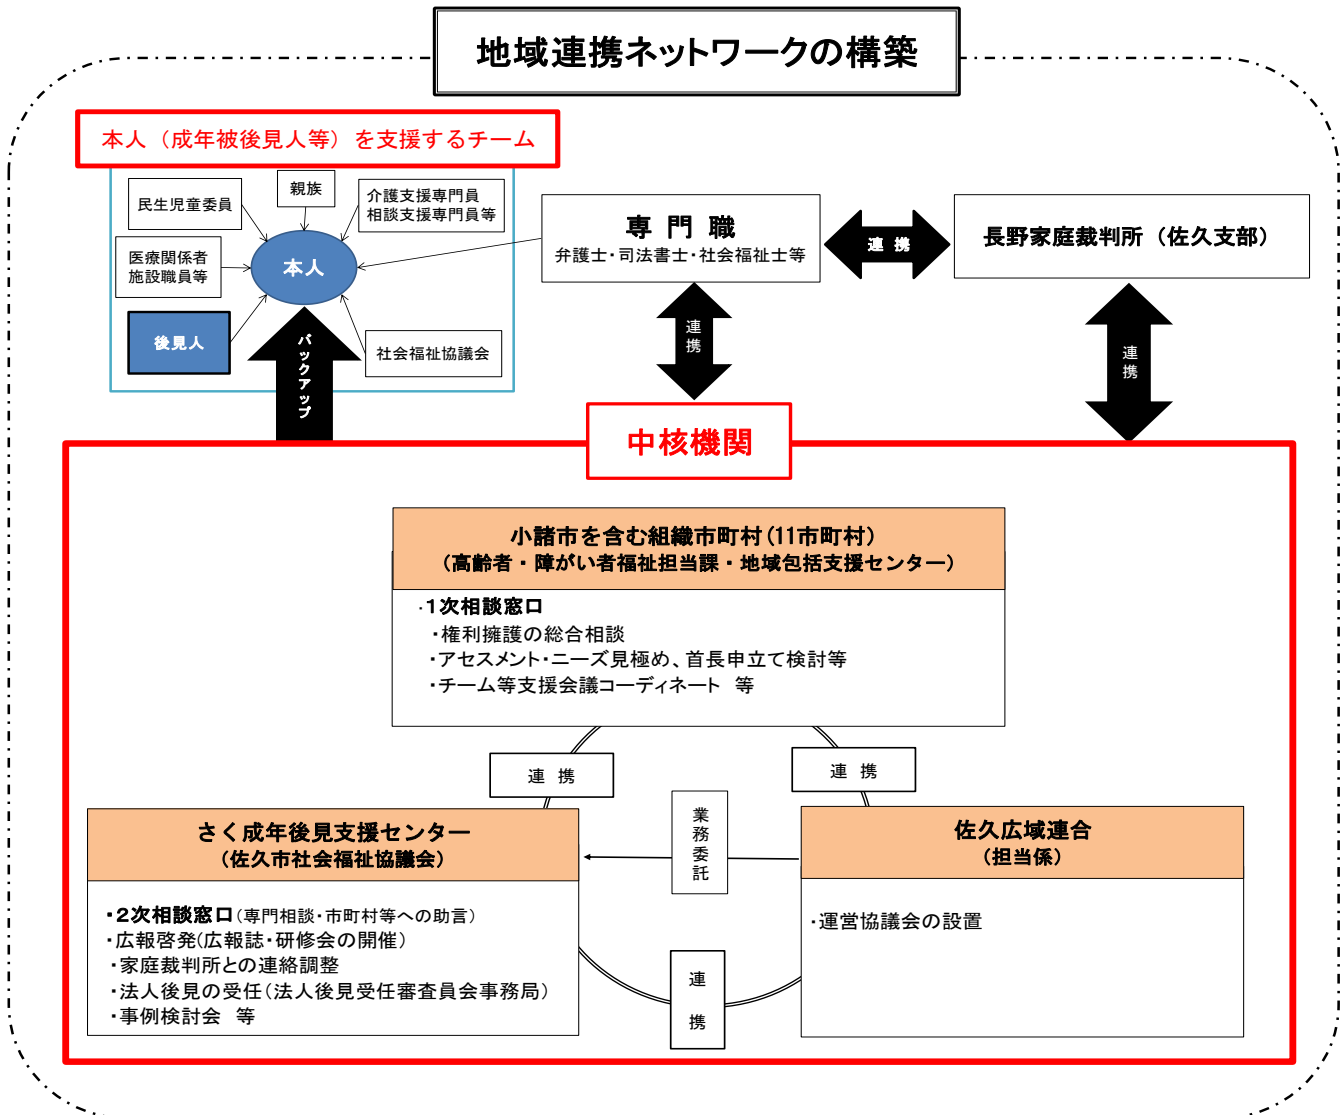 地域連携ネットワークの構築
本人（成年被後見人等）を支援するチーム
民生児童委員
親族
介護支援専門員
相談支援専門員等
医療関係者
施設職員等
本人
後見人
社会福祉協議会
バックアップ
専門職
弁護士・司法書士・社会福祉士等
連携
長野家庭裁判所（佐久支部）
連携
連携
中核機関
小諸市を含む組織市町村(11市町村）
（高齢者・障がい者福祉担当課・地域包括支援センター）
・1次相談窓口
・権利擁護の総合相談
・アセスメント・ニーズ見極め、首長申立て検討等
・チーム等支援会議コーディネート　等
連携
連携
業務委託
さく成年後見支援センター
（佐久市社会福祉協議会）
・2次相談窓口（専門相談・市町村等への助言）
・広報啓発（広報誌・研修会の開催）
・家庭裁判所との連絡調整
・法人後見の受任（法人後見受任審査員会事務局）
・事例検討会　等
佐久広域連合
（担当係）
・運営協議会の設置
連携